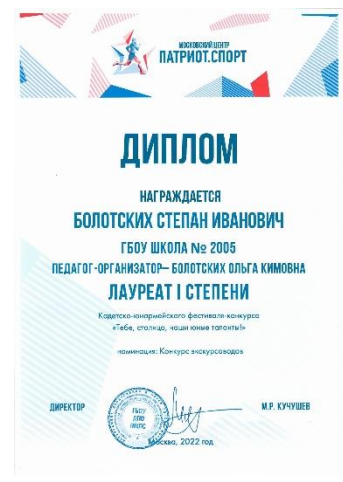 МОСКОВСКИЙ ЦЕНТР
ПАТРИОТ.СПОРТ
ДИПЛОМ
НАГРАЖДАЕТСЯ
БОЛОТСКИХ СТЕПАН ИВАНОВИЧ
ГБОУ ШКОЛА № 2005
ПЕДАГОГ-ОРГАНИЗАТОР– БОЛОТСКИХ ОЛЬГА КИМОВНА
ЛАУРЕАТ I СТЕПЕНИ
Кадетско-юнармейского фестиваля-конкурса
«Тебе, столица, наши юные таланты!»
номинация: Конкурс экскурсоводов
ДИРЕКТОР
М.Р. КУЧУШЕВ
Москва, 2022 год